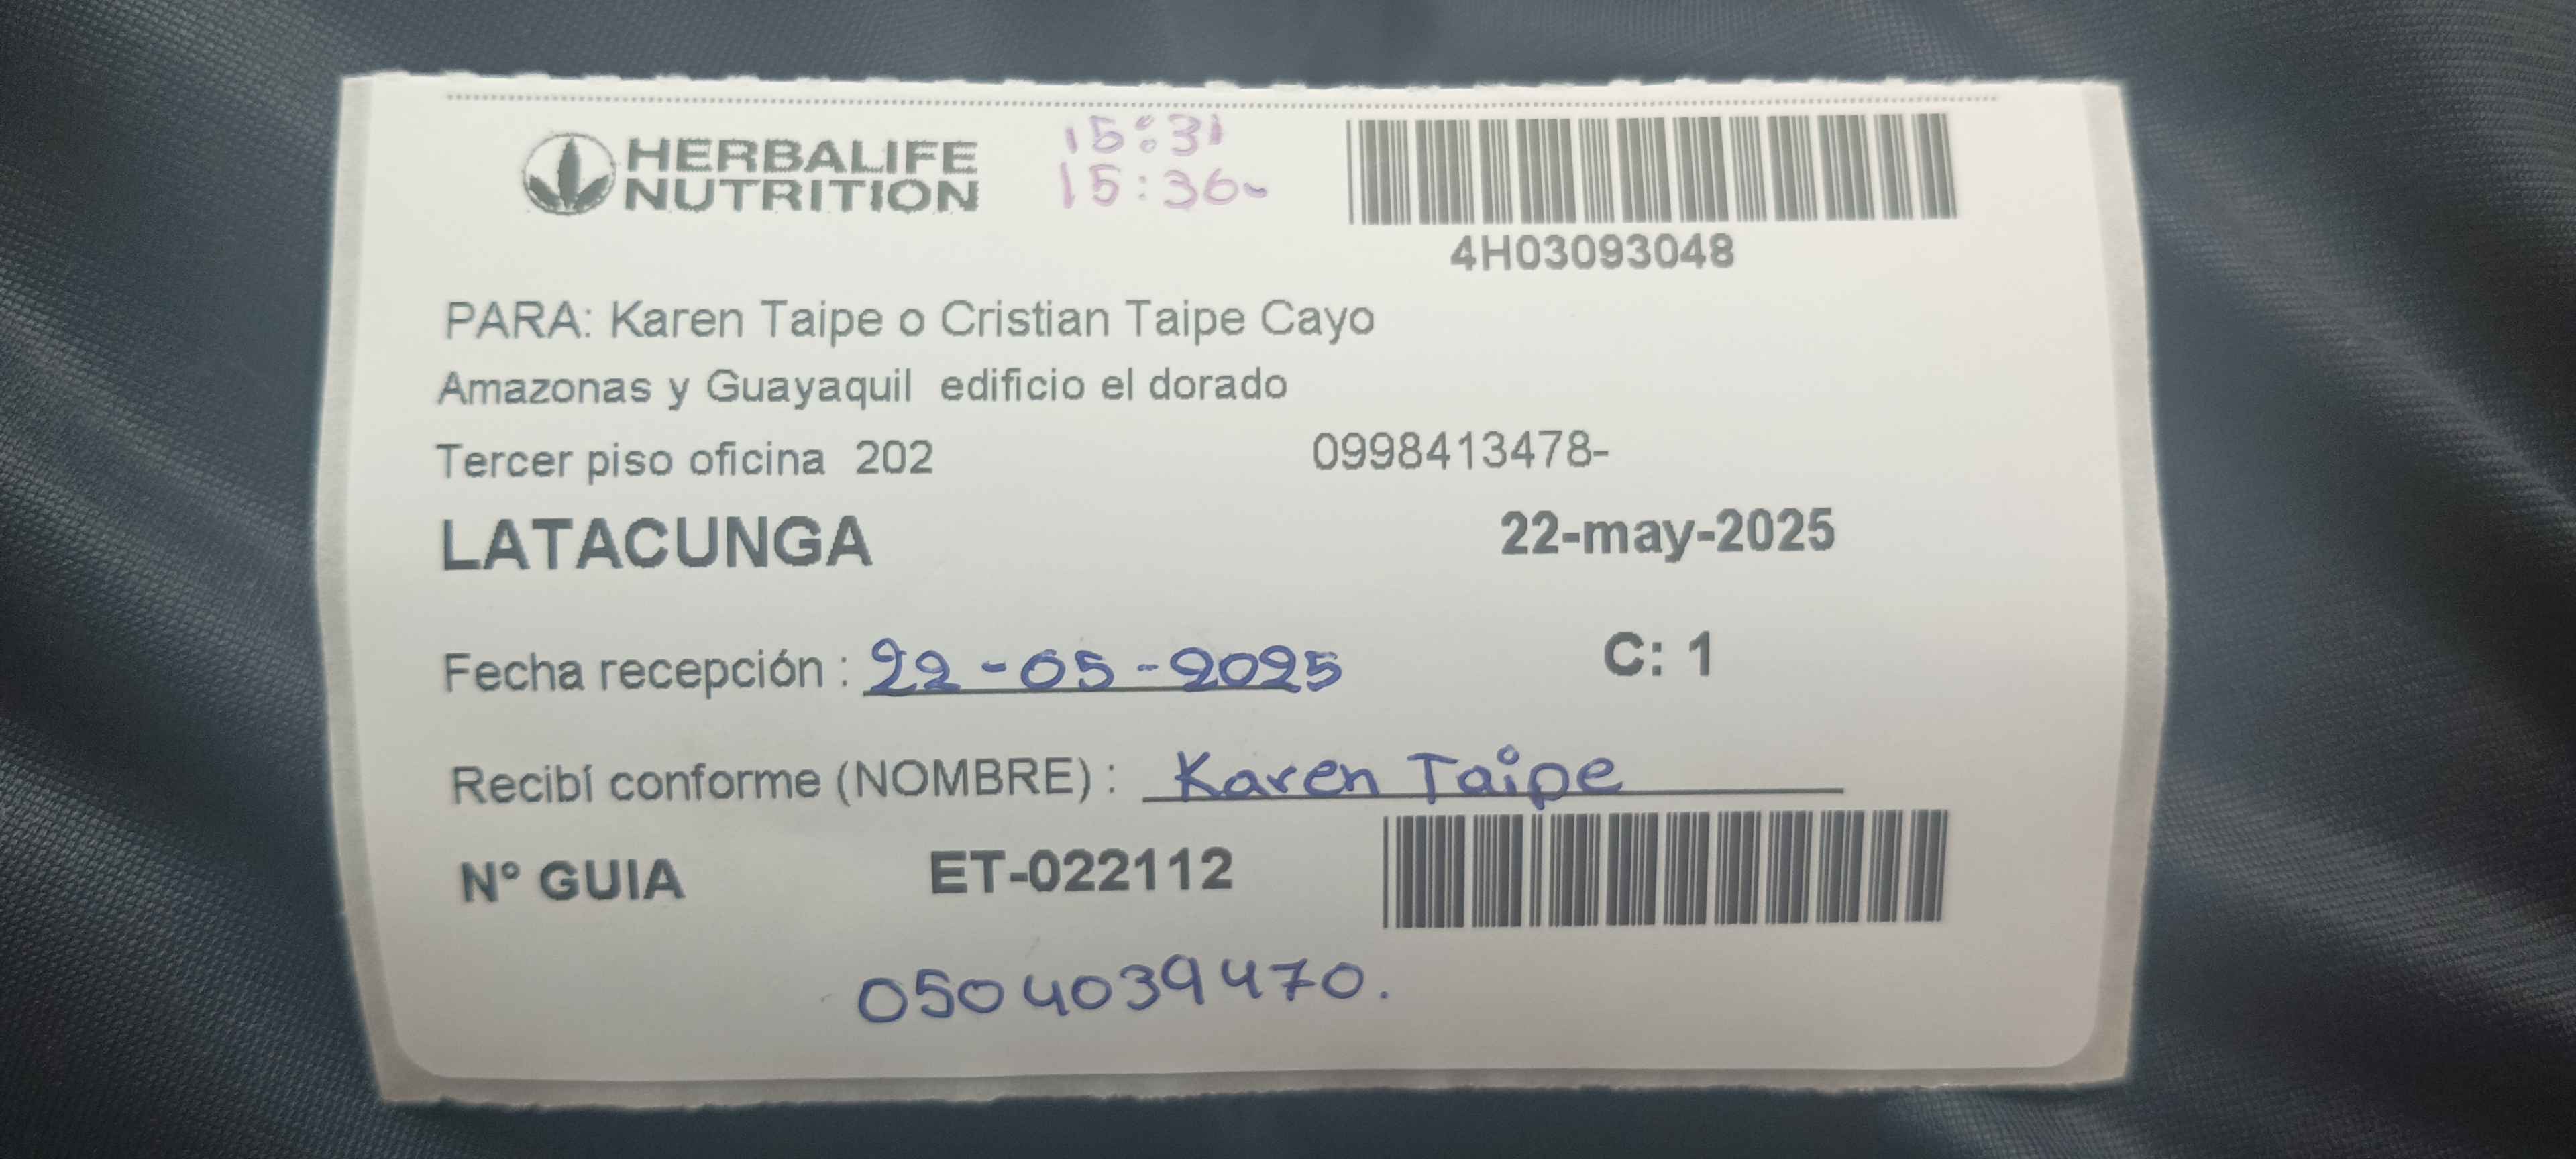 HERBALIFE
NUTRITION
15:31
15:36-
4H03093048
PARA: Karen Taipe o Cristian Taipe Cayo
Amazonas y Guayaquil edificio el dorado
Tercer piso oficina 202 0998413478-
LATACUNGA 22-may-2025
Fecha recepción : 22-05-2025 C: 1
Recibí conforme (NOMBRE) : Karen Taipe
N° GUIA ET-022112
0504039470.